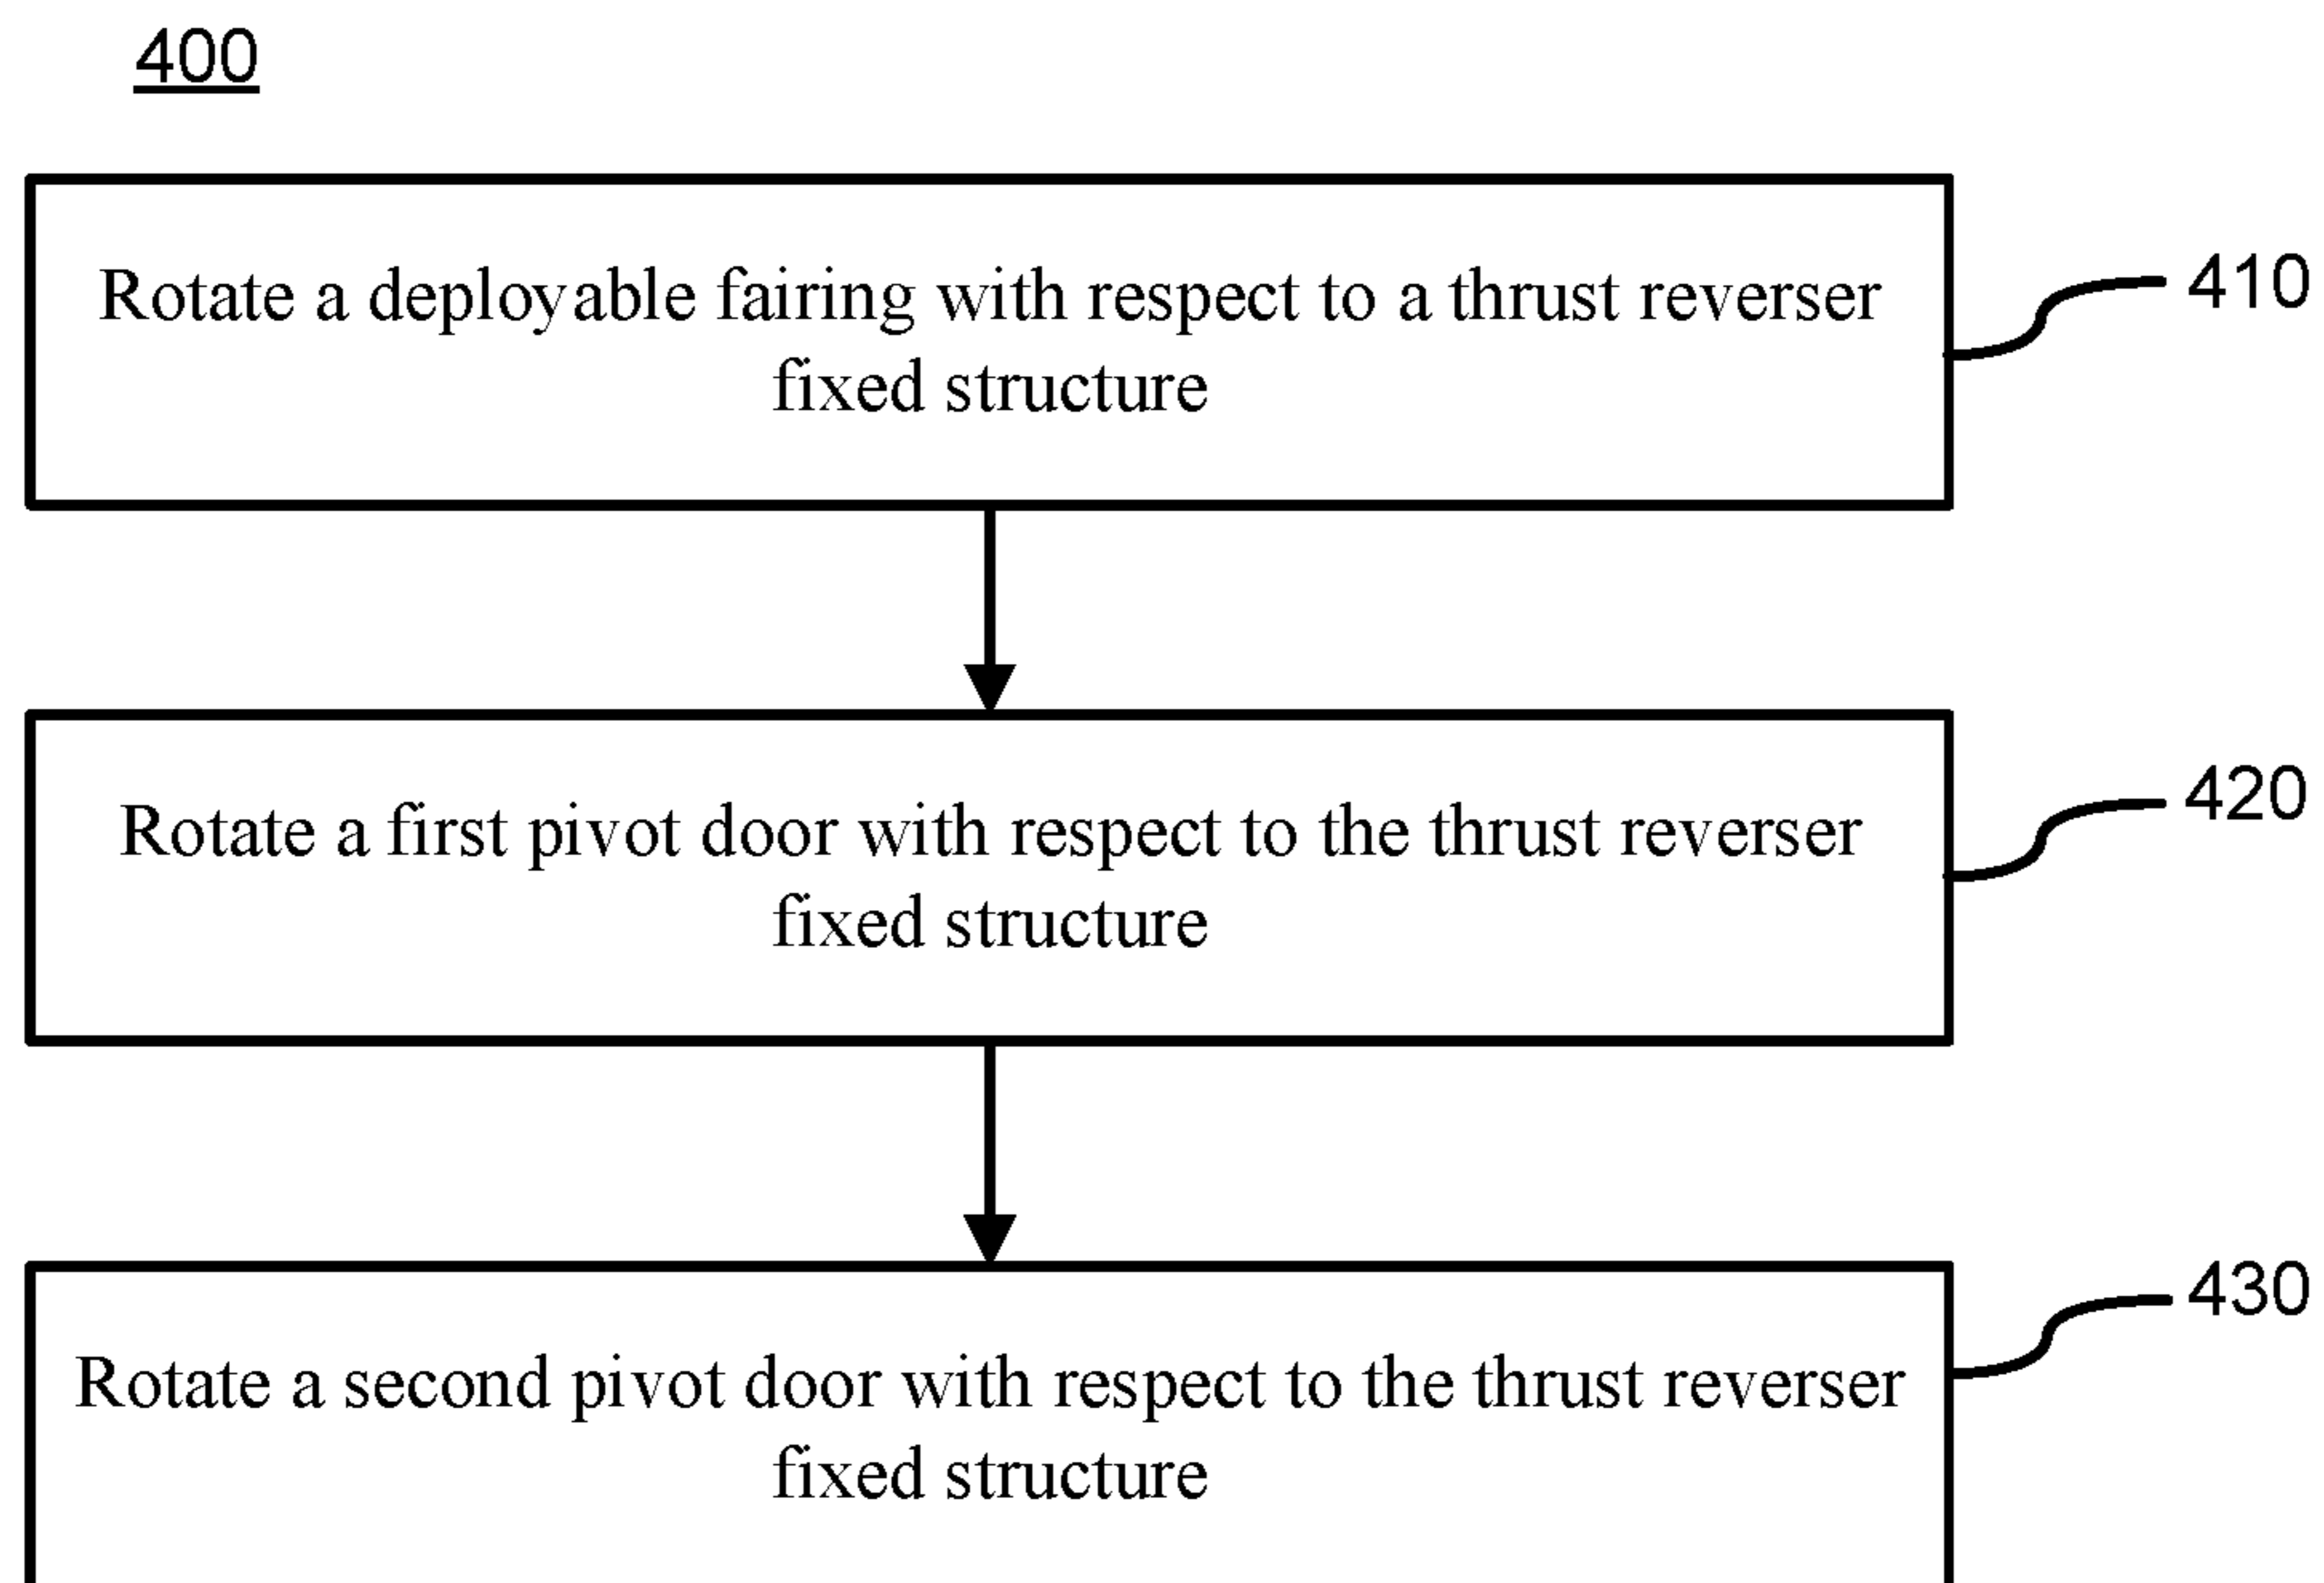 400
Rotate a deployable fairing with respect to a thrust reverser
fixed structure
410
Rotate a first pivot door with respect to the thrust reverser
fixed structure
420
Rotate a second pivot door with respect to the thrust reverser
fixed structure
430